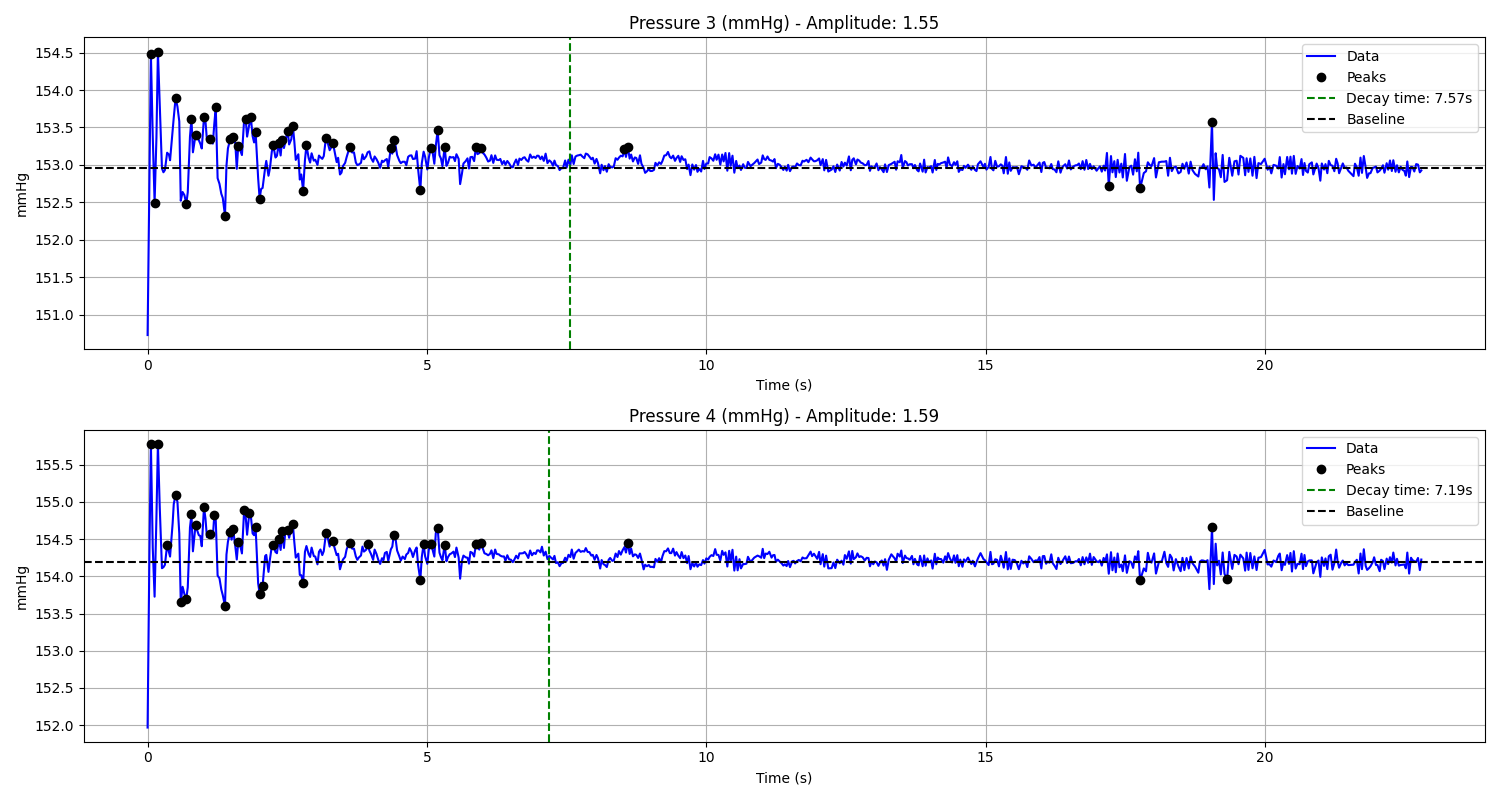 Pressure 3 (mmHg) - Amplitude: 1.55
154.5
154.0
153.5
153.0
152.5
152.0
151.5
151.0
mmHg
Data
Peaks
Decay time: 7.57s
Baseline
0 5 10 15 20
Time (s)
Pressure 4 (mmHg) - Amplitude: 1.59
155.5
155.0
154.5
154.0
153.5
153.0
152.5
152.0
mmHg
Data
Peaks
Decay time: 7.19s
Baseline
0 5 10 15 20
Time (s)